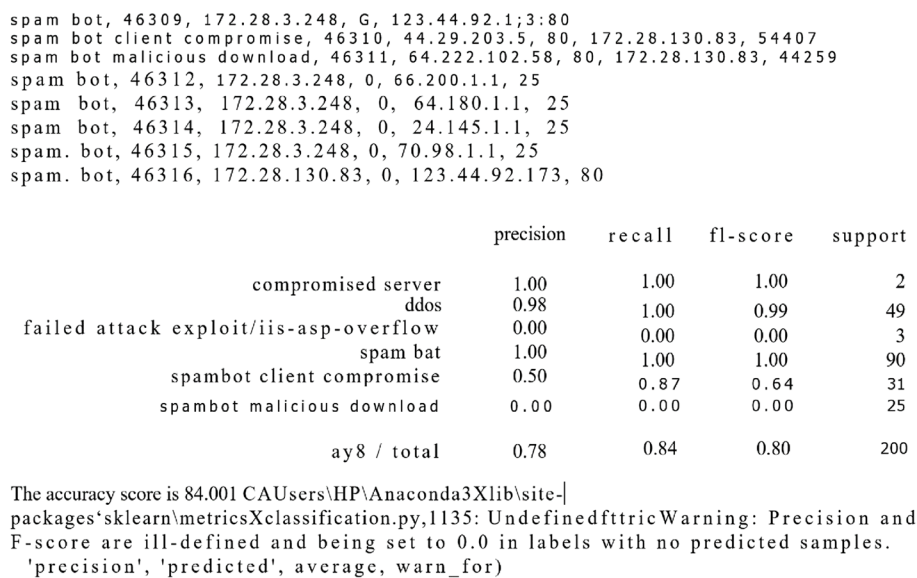 spam bot, 46309, 172.28.3.248, G, 123.44.92.1;3:80
spam bot client compromise, 46310, 44.29.203.5, 80, 172.28.130.83, 54407
spam bot malicious download, 46311, 64.222.102.58, 80, 172.28.130.83, 44259
spam bot, 46312, 172.28.3.248, 0, 66.200.1.1, 25
spam bot, 46313, 172.28.3.248, 0, 64.180.1.1, 25
spam bot, 46314, 172.28.3.248, 0, 24.145.1.1, 25
spam. bot, 46315, 172.28.3.248, 0, 70.98.1.1, 25
spam. bot, 46316, 172.28.130.83, 0, 123.44.92.173, 80
precision recall fl-score support
compromised server 1.00 1.00 1.00 2
ddos 0.98 1.00 0.99 49
failed attack exploit/iis-asp-overflow 0.00 0.00 0.00 3
spam bat 1.00 1.00 1.00 90
spambot client compromise 0.50 0.87 0.64 31
spambot malicious download 0.00 0.00 0.00 25
ay8 / total 0.78 0.84 0.80 200
The accuracy score is 84.001 CAUsers\HP\Anaconda3Xlib\site-
packages‘sklearn\metricsXclassification.py,1135: UndefinedfttricWarning: Precision and
F-score are ill-defined and being set to 0.0 in labels with no predicted samples.
'precision', 'predicted', average, warn_for)